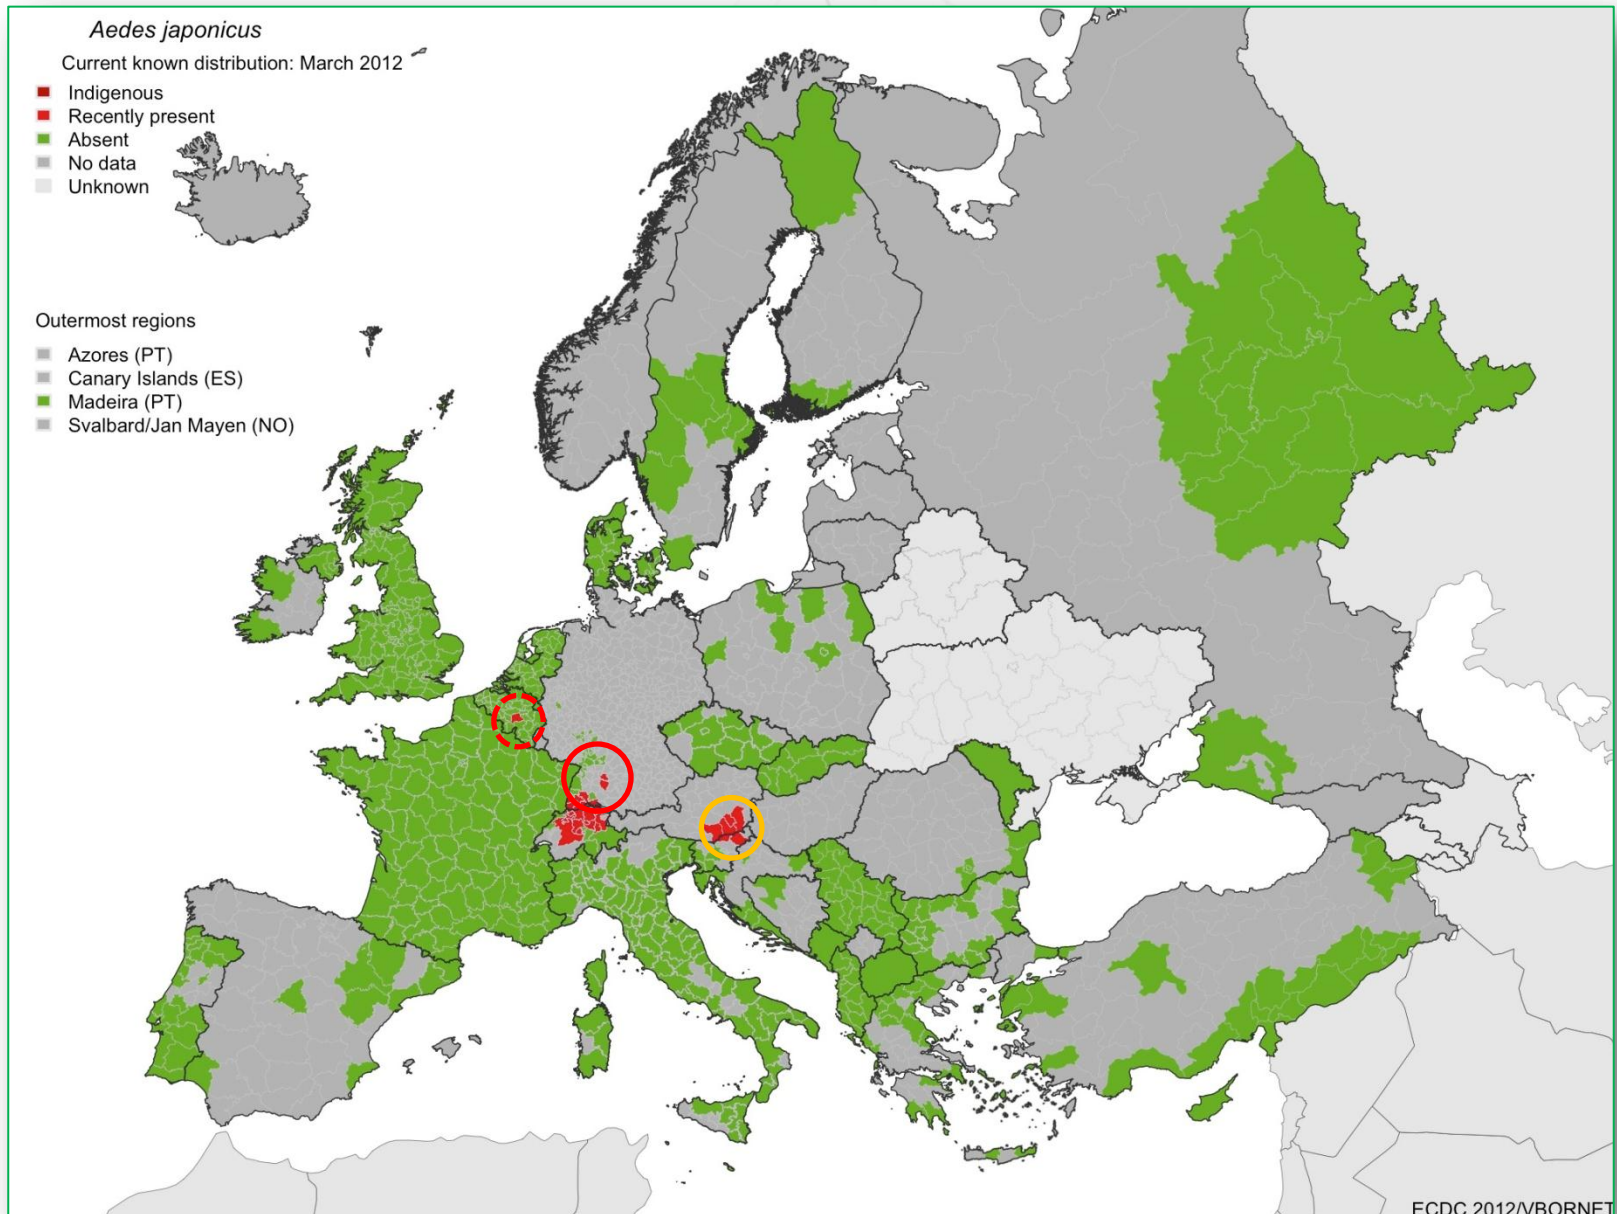 Aedes japonicus
Current known distribution: March 2012
Indigenous
Recently present
Absent
No data
Unknown
Outermost regions
Azores (PT)
Canary Islands (ES)
Madeira (PT)
Svalbard/Jan Mayen (NO)
ECDC 2012/VBORNET